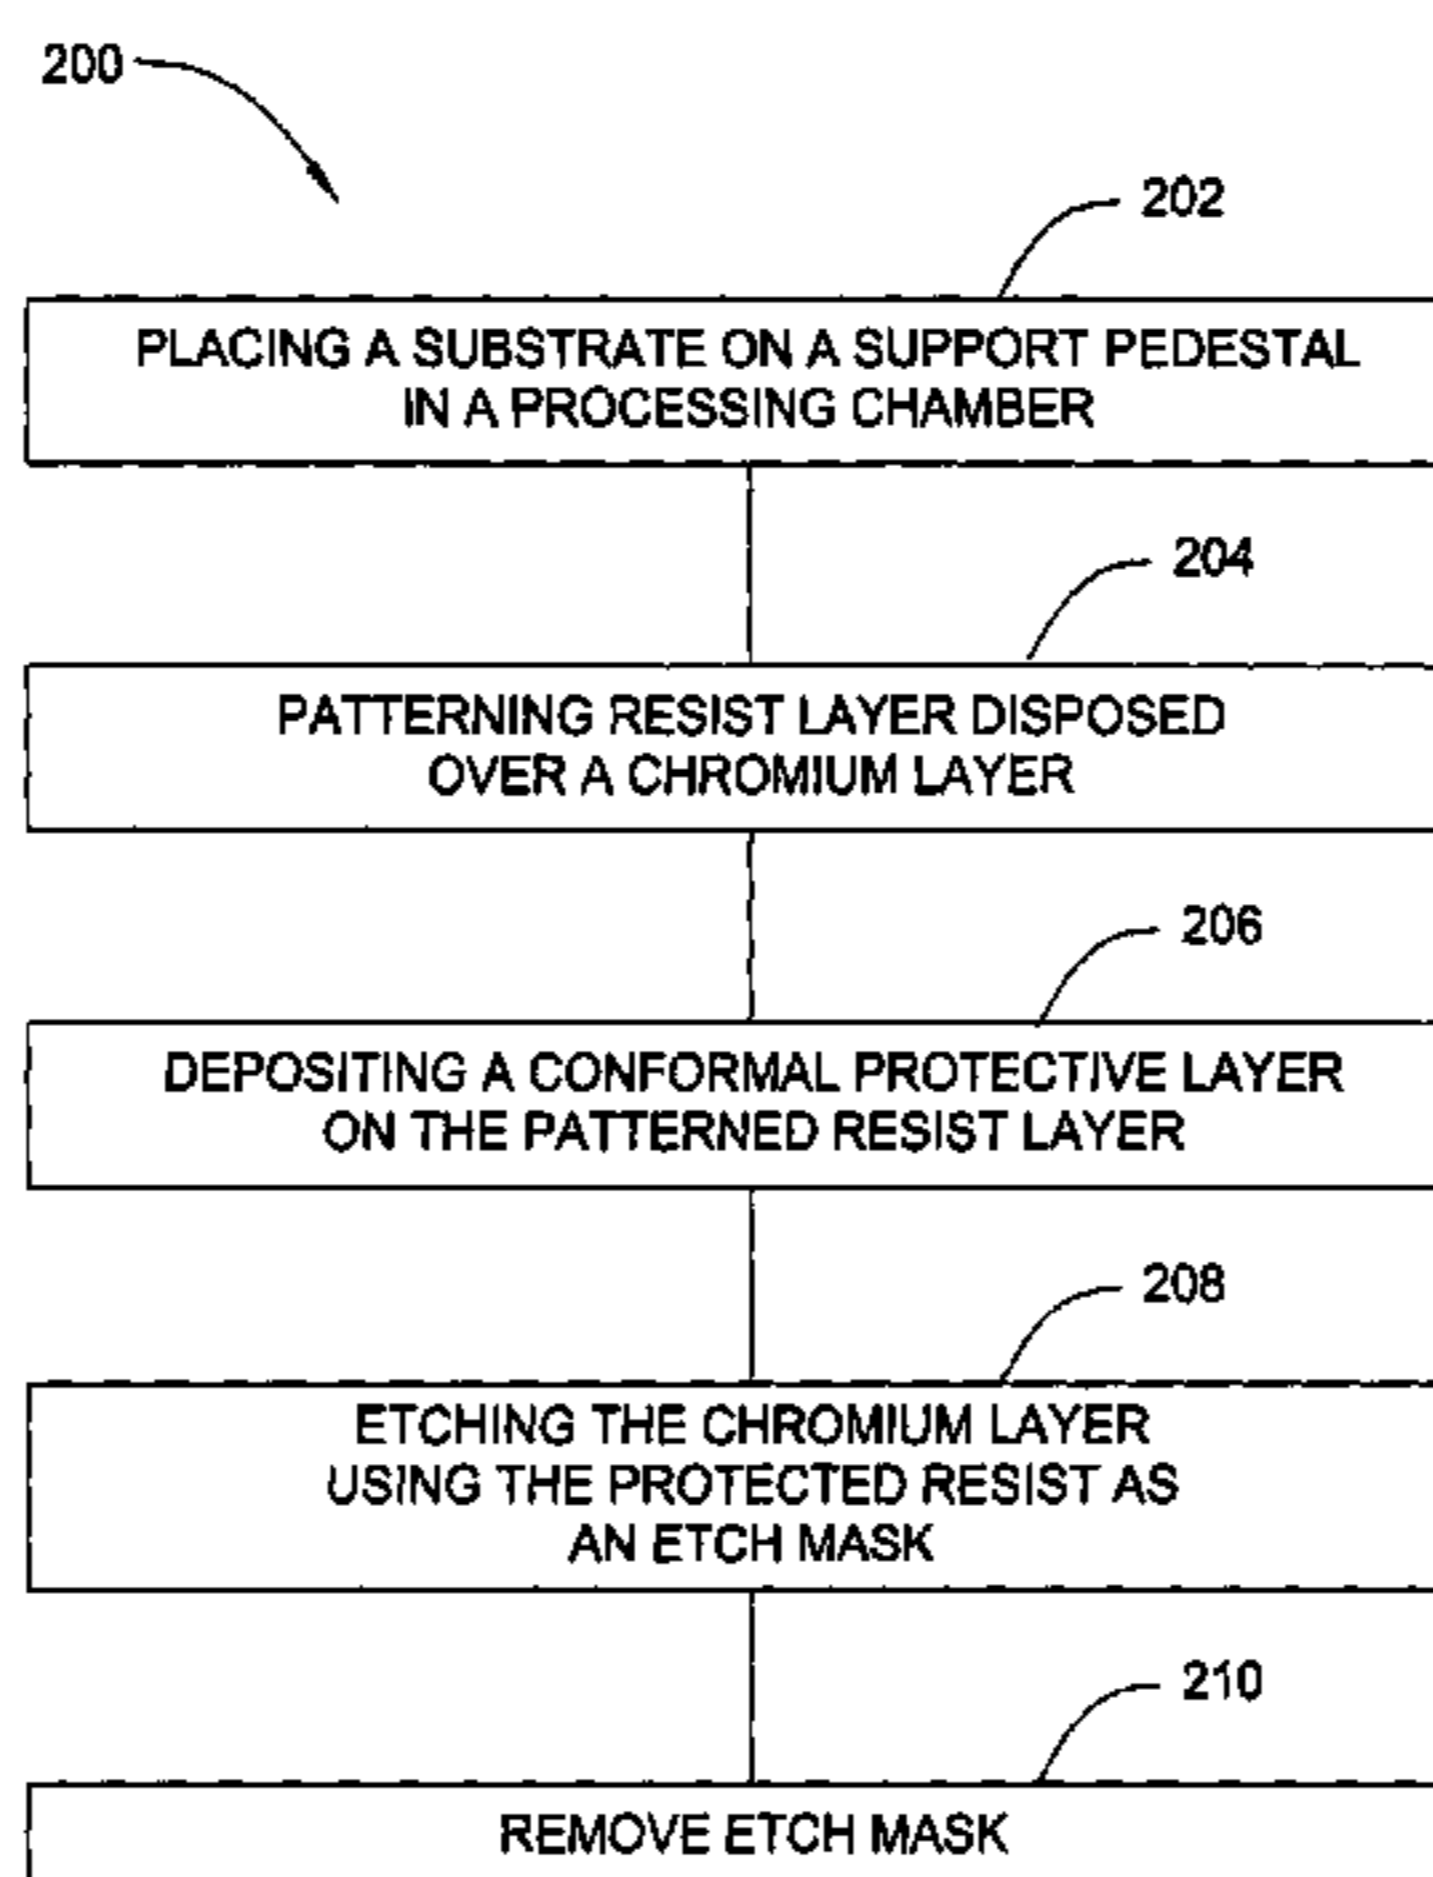 200
202
PLACING A SUBSTRATE ON A SUPPORT PEDESTAL
IN A PROCESSING CHAMBER
204
PATTERNING RESIST LAYER DISPOSED
OVER A CHROMIUM LAYER
206
DEPOSITING A CONFORMAL PROTECTIVE LAYER
ON THE PATTERNED RESIST LAYER
208
ETCHING THE CHROMIUM LAYER
USING THE PROTECTED RESIST AS
AN ETCH MASK
210
REMOVE ETCH MASK